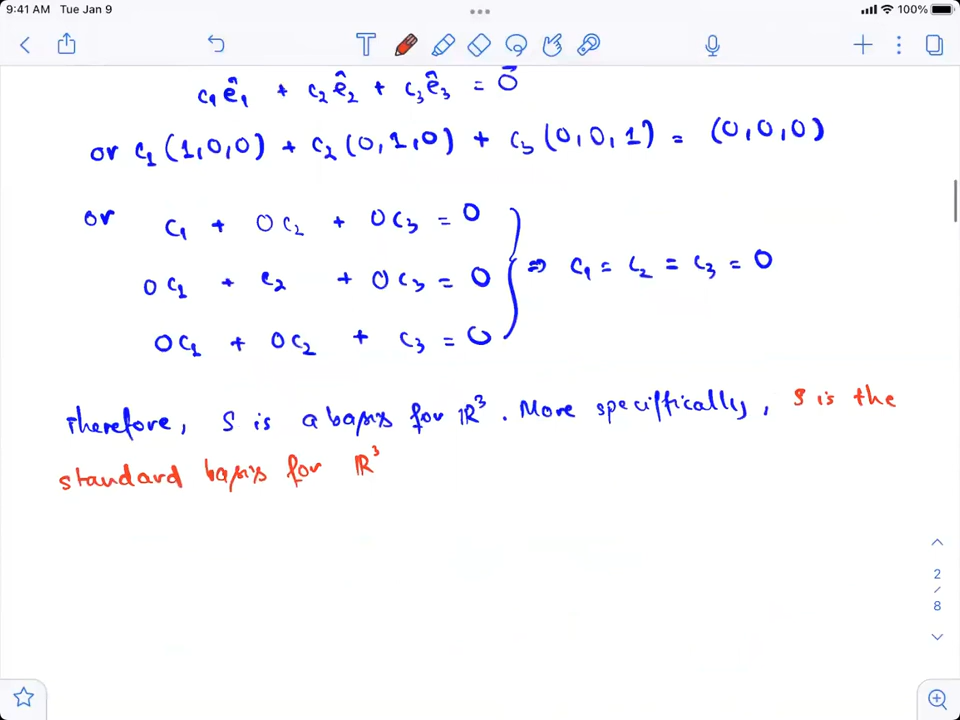 9:41 AM Tue Jan 9
100%
T
c₁ê₁ + c₂ê₂ + c₃ê₃ = 0⃗
or c₁ (1,0,0) + c₂ (0,1,0) + c₃ (0,0,1) = (0,0,0)
or c₁ + 0c₂ + 0c₃ = 0
0c₁ + c₂ + 0c₃ = 0 } ⇒ c₁ = c₂ = c₃ = 0
0c₁ + 0c₂ + c₃ = 0
therefore, S is a basis for ℝ³. More speciffically, S is the
standard basis for ℝ³
2
/
8